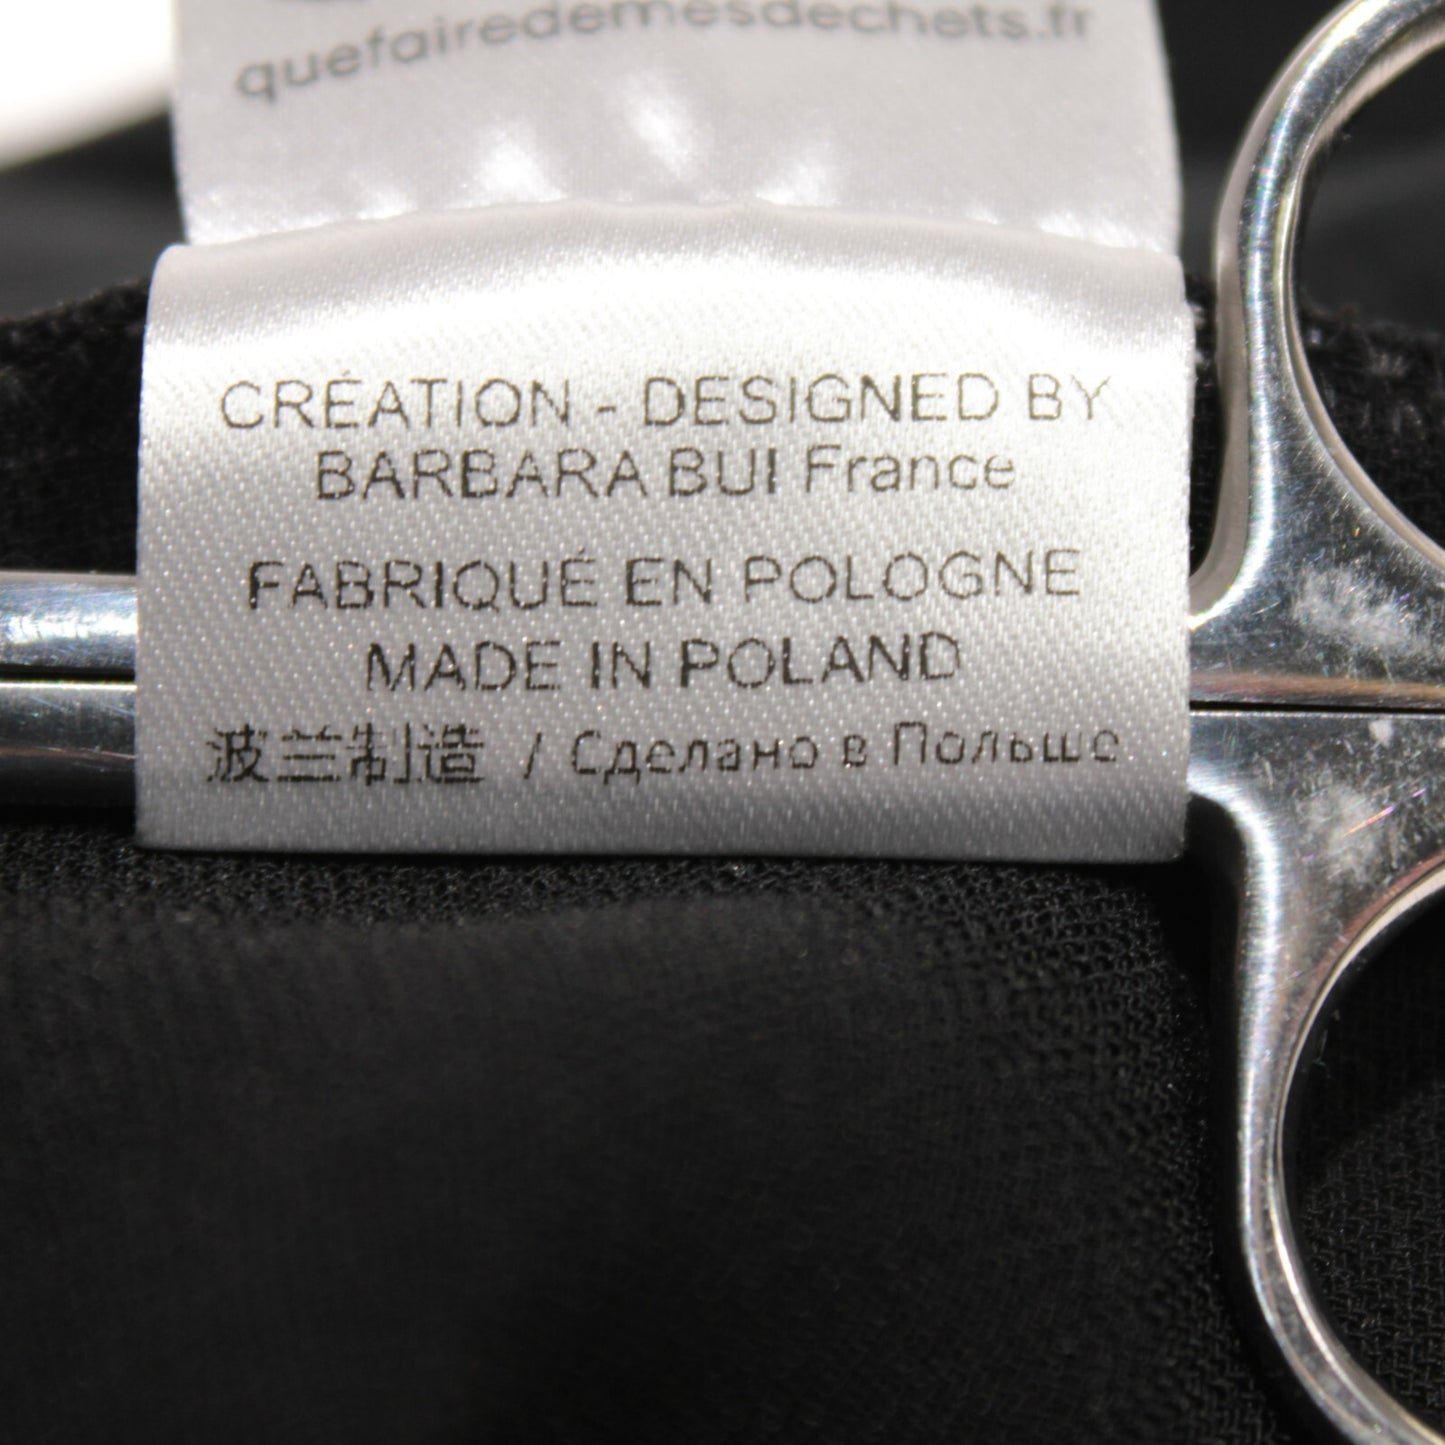 quefairedemesdechets.fr
CRÉATION - DESIGNED BY
BARBARA BUI France
FABRIQUÉ EN POLOGNE
MADE IN POLAND
波兰制造 / Сделано в Польше